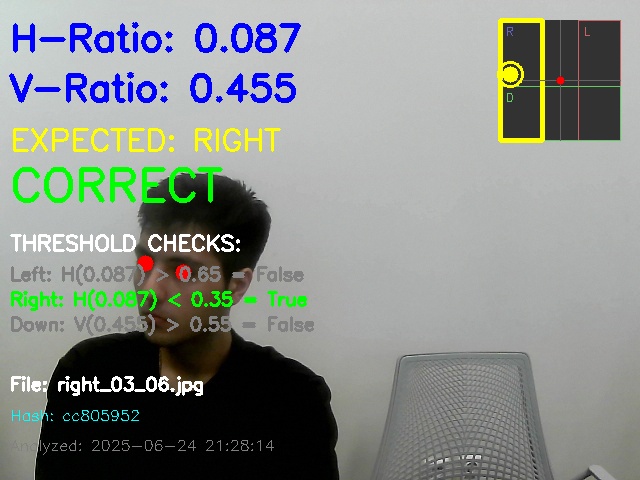 H-Ratio: 0.087
V-Ratio: 0.455
EXPECTED: RIGHT
CORRECT
THRESHOLD CHECKS:
Left: H(0.087) > 0.65 = False
Right: H(0.087) < 0.35 = True
Down: V(0.455) > 0.55 = False
File: right_03_06.jpg
Hash: cc805952
Analyzed: 2025-06-24 21:28:14
R
L
D